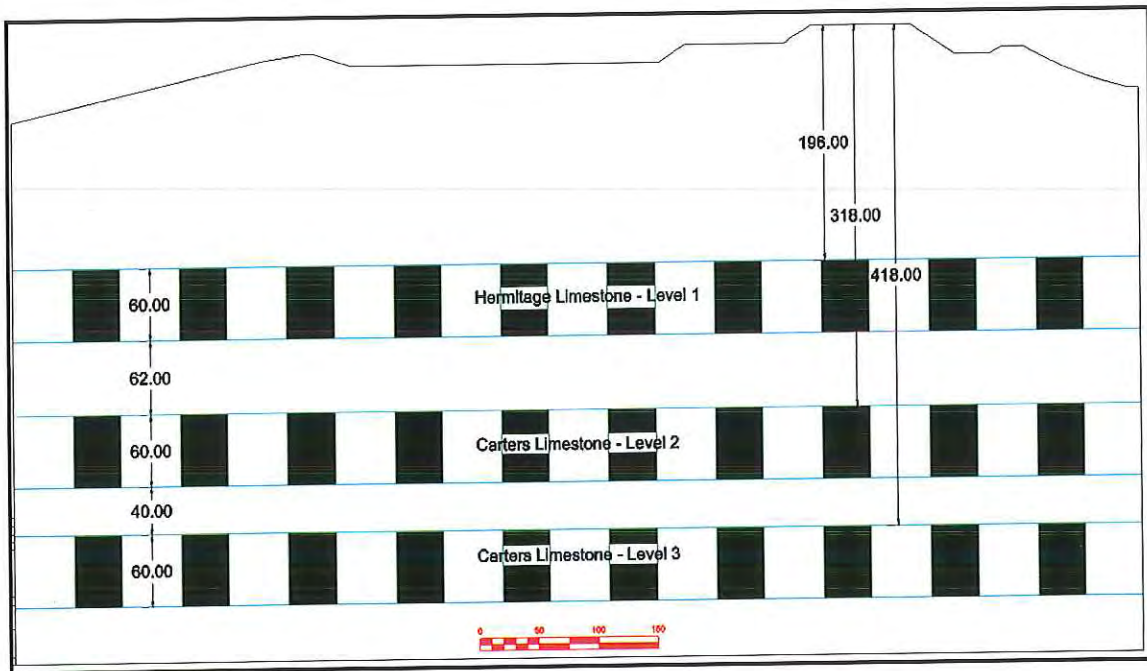 196.00
318.00
418.00
Hermitage Limestone - Level 1
60.00
62.00
Carters Limestone - Level 2
60.00
40.00
Carters Limestone - Level 3
60.00
0 50 100 150